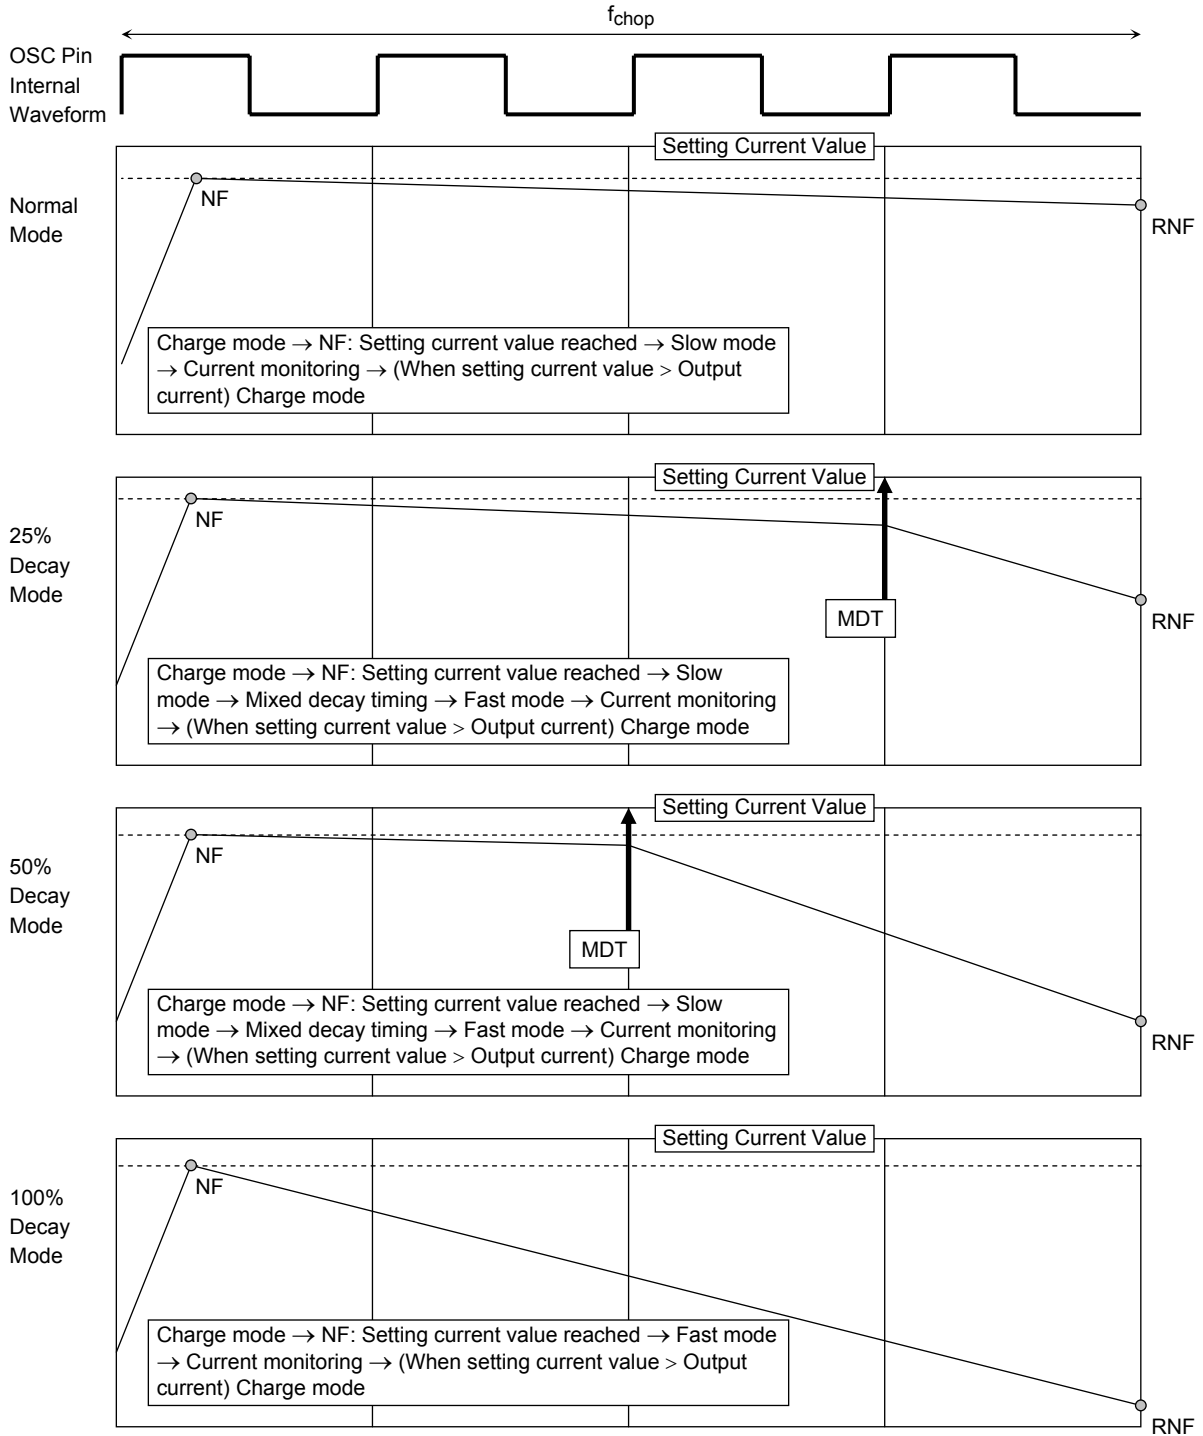 fchop
OSC Pin
Internal
Waveform
Setting Current Value
NF
Normal
Mode
RNF
Charge mode → NF: Setting current value reached → Slow mode
→ Current monitoring → (When setting current value > Output
current) Charge mode
Setting Current Value
NF
25%
Decay
Mode
MDT
RNF
Charge mode → NF: Setting current value reached → Slow
mode → Mixed decay timing → Fast mode → Current monitoring
→ (When setting current value > Output current) Charge mode
Setting Current Value
NF
50%
Decay
Mode
MDT
RNF
Charge mode → NF: Setting current value reached → Slow
mode → Mixed decay timing → Fast mode → Current monitoring
→ (When setting current value > Output current) Charge mode
Setting Current Value
NF
100%
Decay
Mode
Charge mode → NF: Setting current value reached → Fast mode
→ Current monitoring → (When setting current value > Output
current) Charge mode
RNF